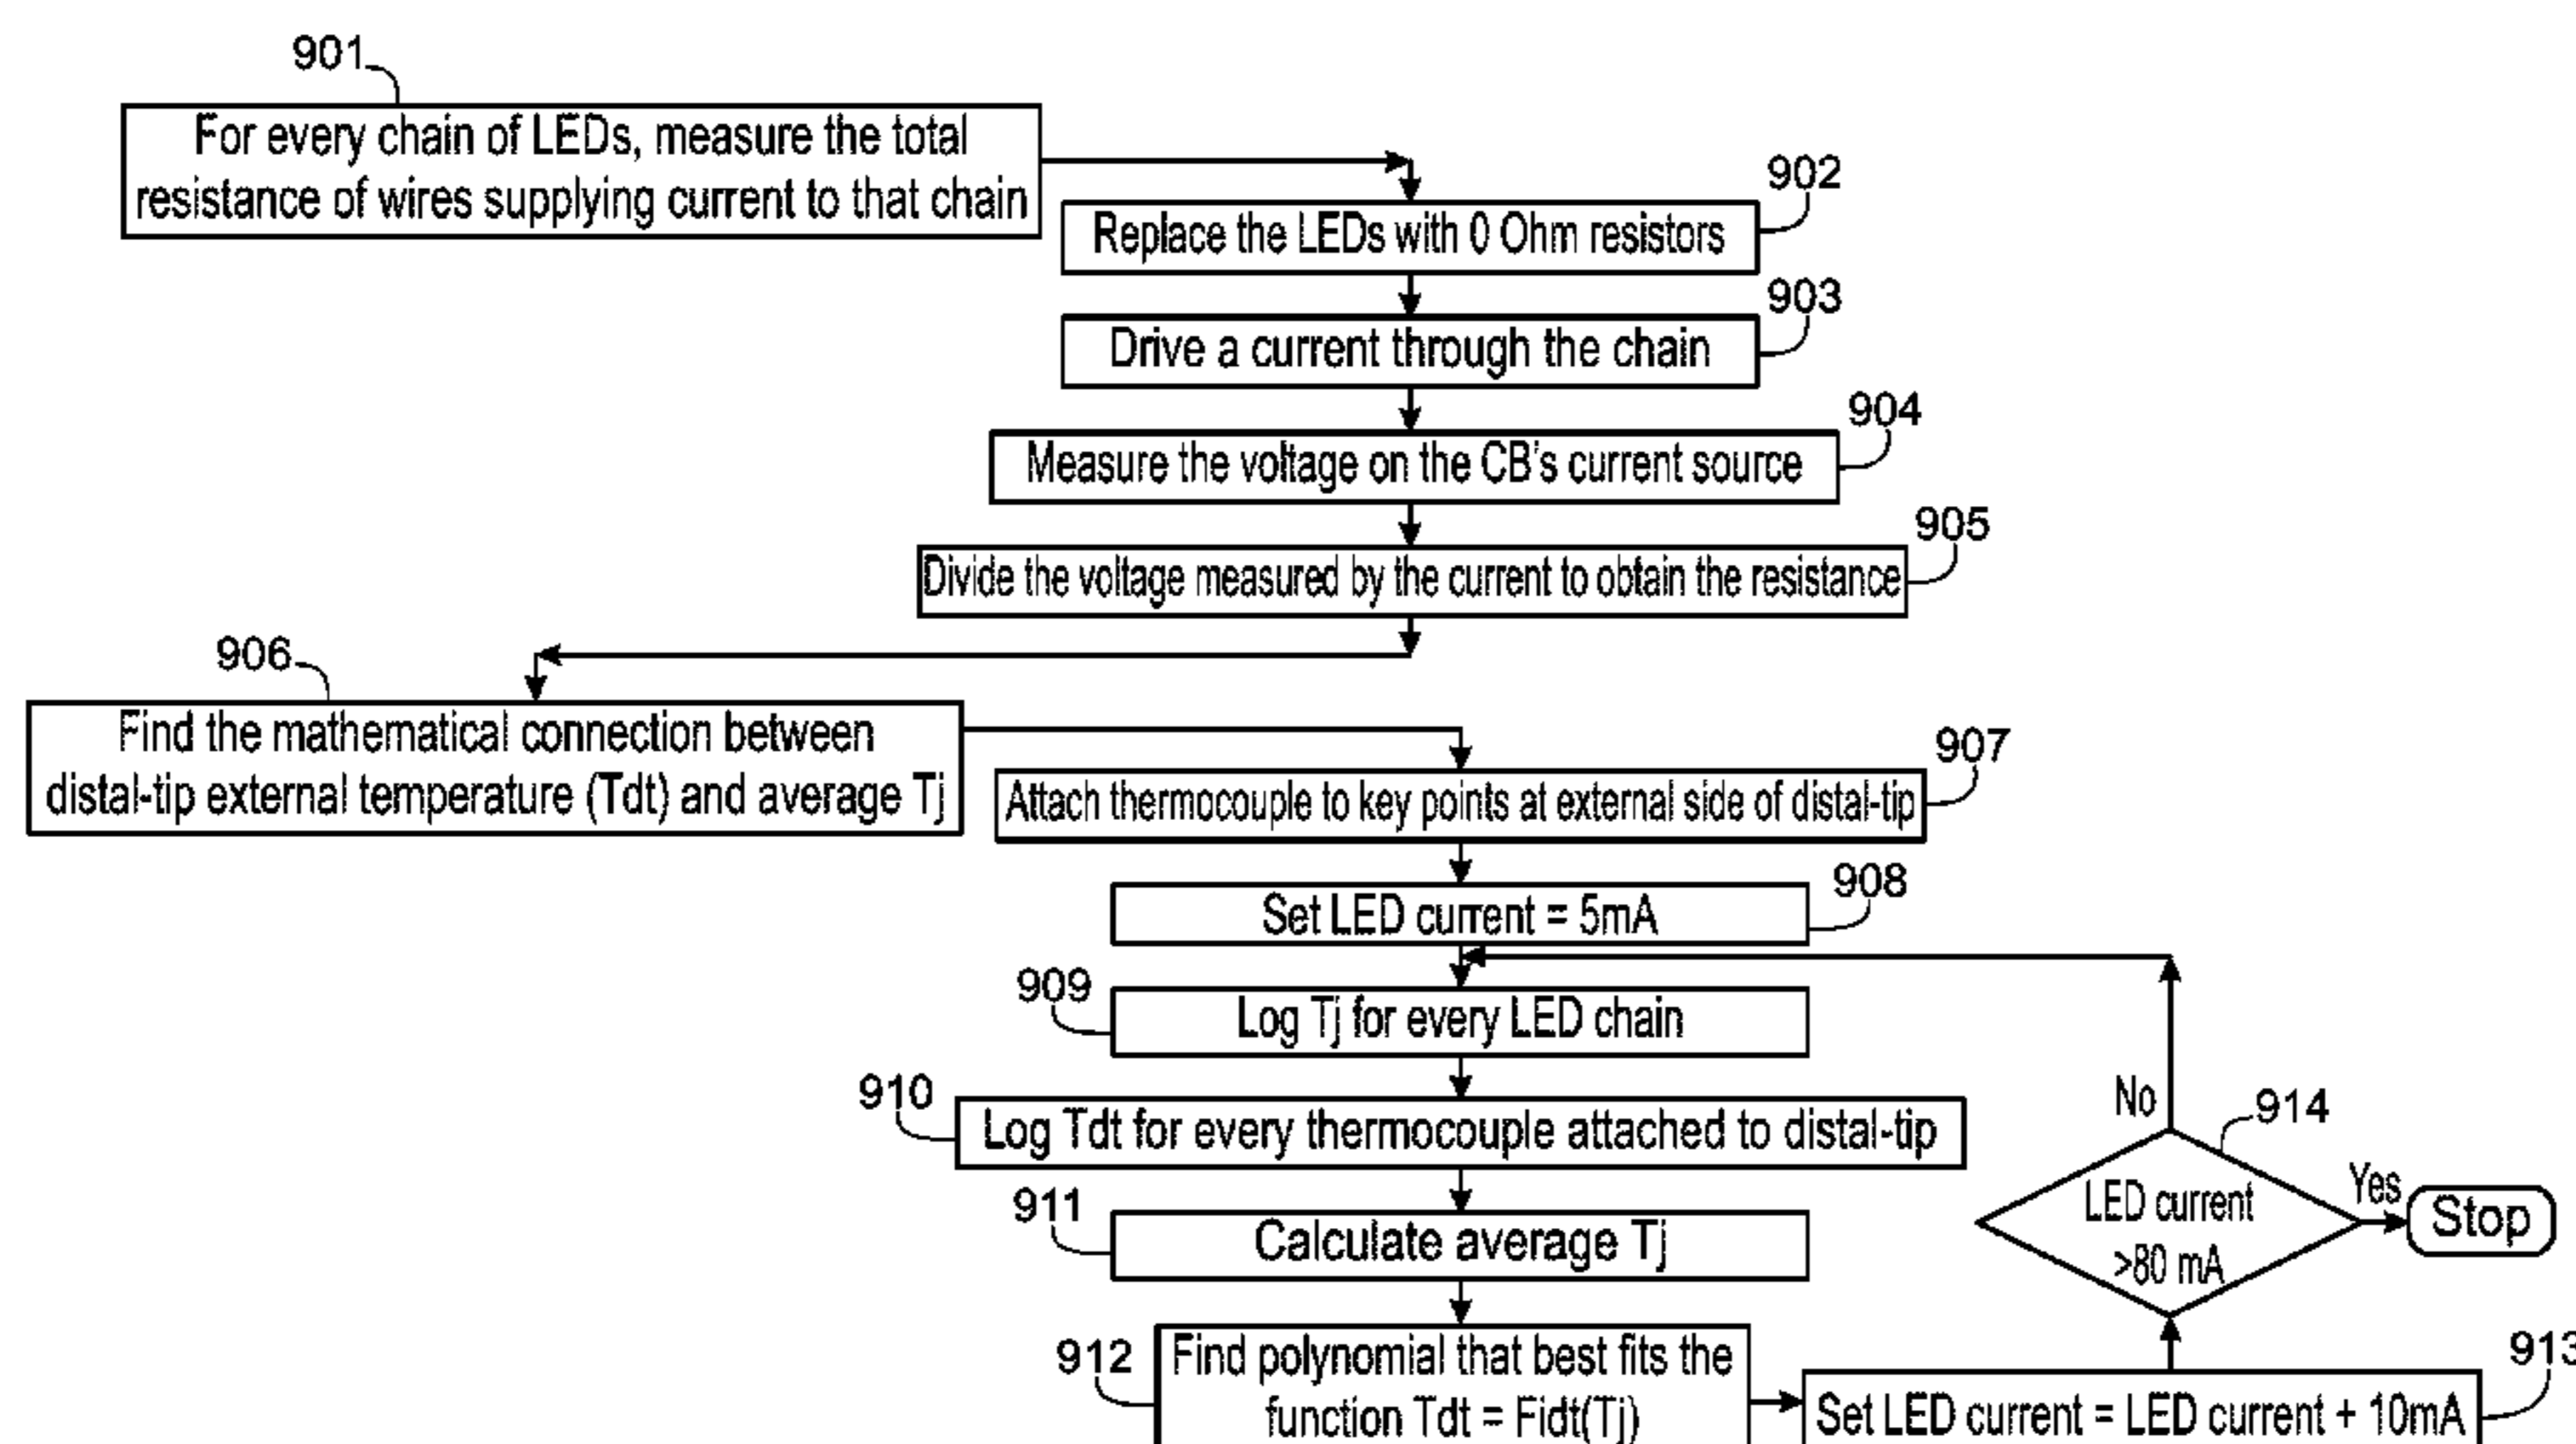 901
For every chain of LEDs, measure the total
resistance of wires supplying current to that chain
902
Replace the LEDs with 0 Ohm resistors
903
Drive a current through the chain
904
Measure the voltage on the CB's current source
905
Divide the voltage measured by the current to obtain the resistance
906
Find the mathematical connection between
distal-tip external temperature (Tdt) and average Tj
907
Attach thermocouple to key points at external side of distal-tip
908
Set LED current = 5mA
909
Log Tj for every LED chain
910
Log Tdt for every thermocouple attached to distal-tip
911
Calculate average Tj
912
Find polynomial that best fits the
function Tdt = Fidt(Tj)
913
Set LED current = LED current + 10mA
914
LED current
>80 mA
No
Yes
Stop